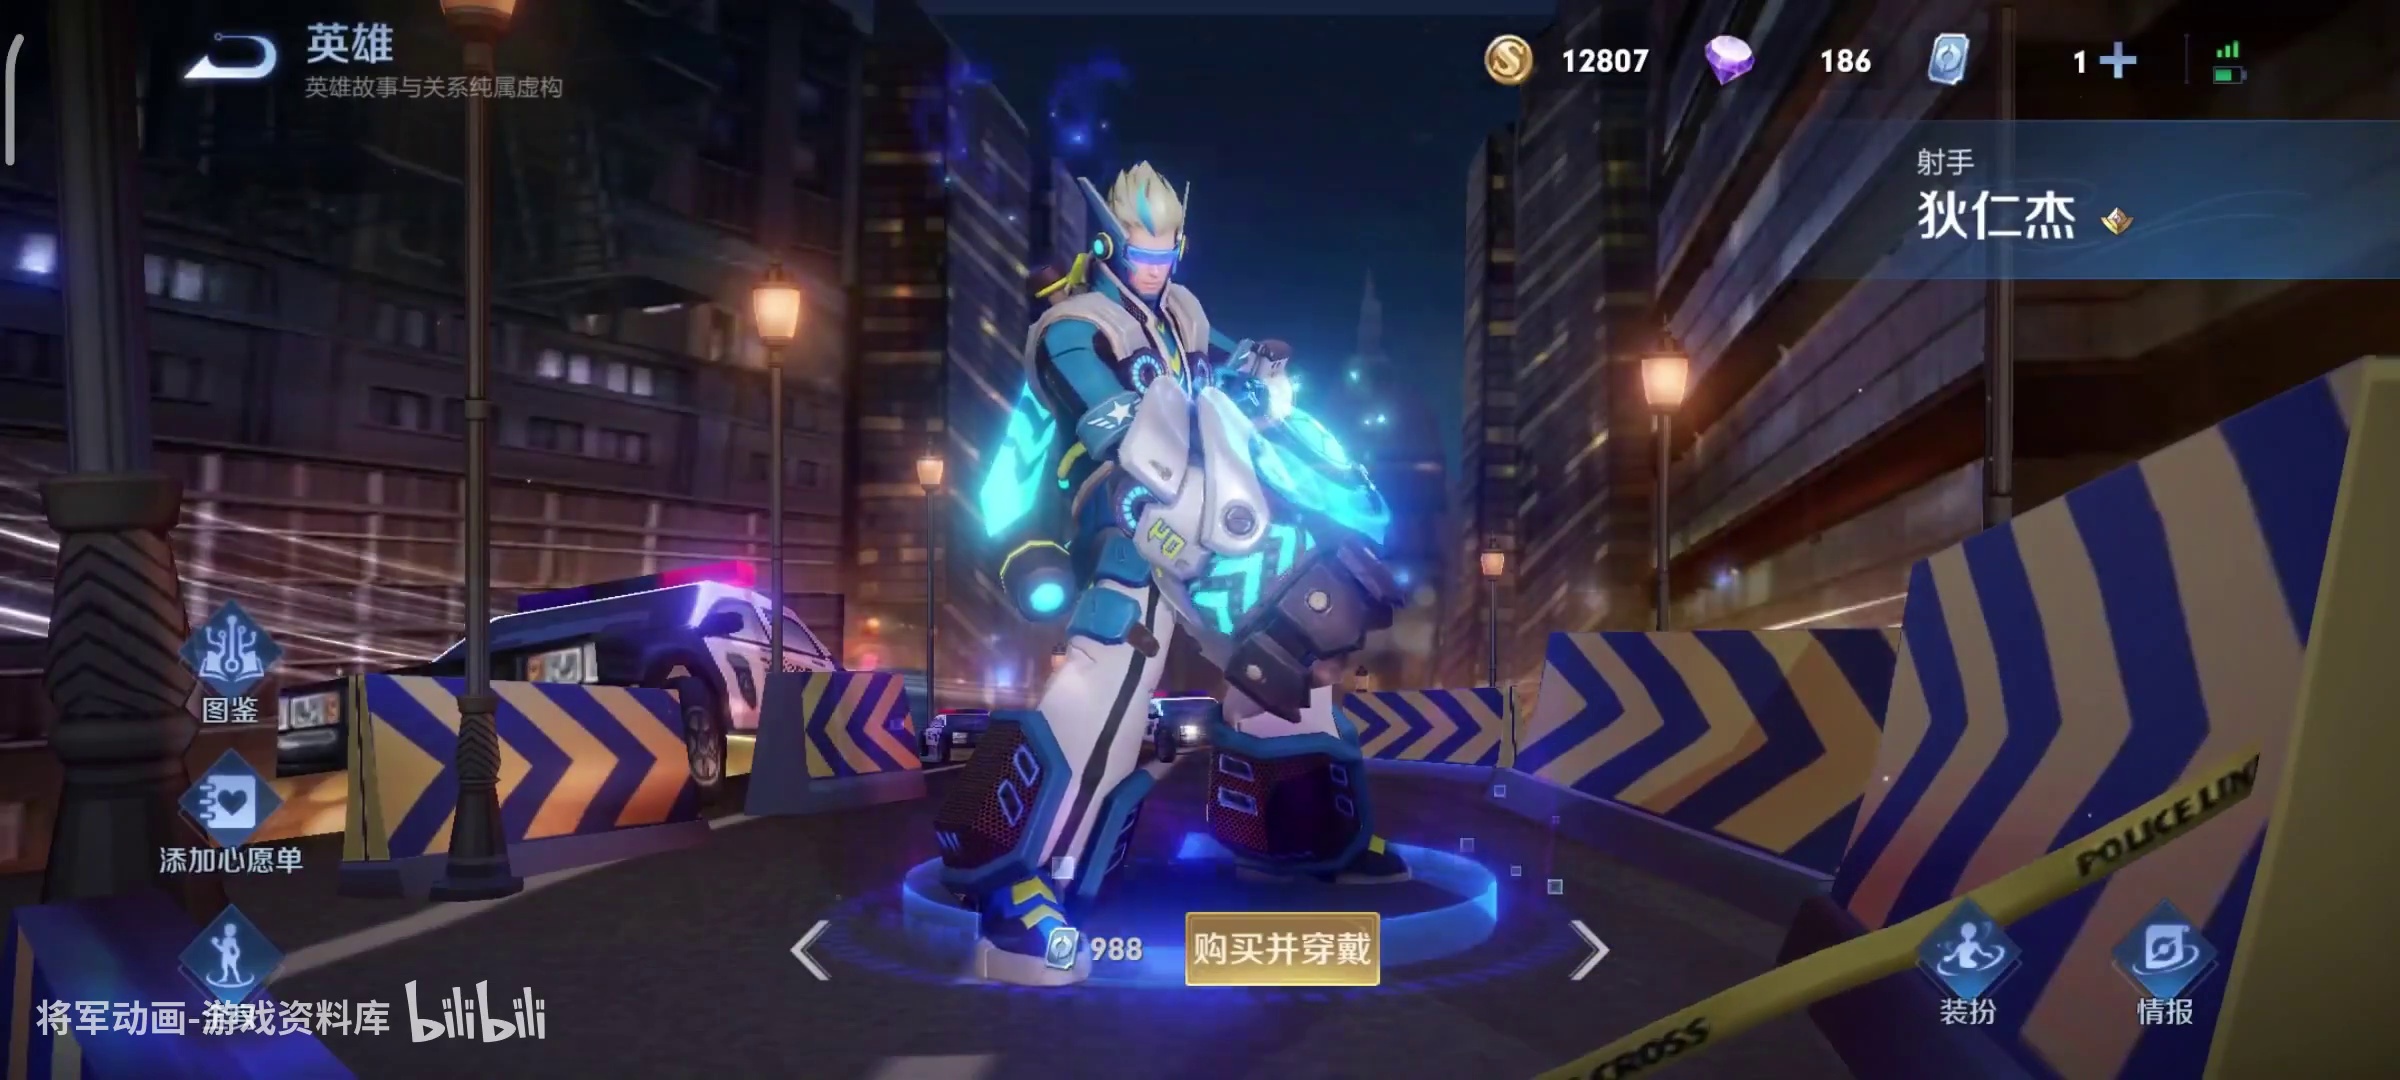 英雄
英雄故事与关系纯属虚构
12807
186
1
射手
狄仁杰
图鉴
添加心愿单
988
购买并穿戴
装扮
情报
POLICE LIN
CROSS
将军动画-游戏资料库 bilibili